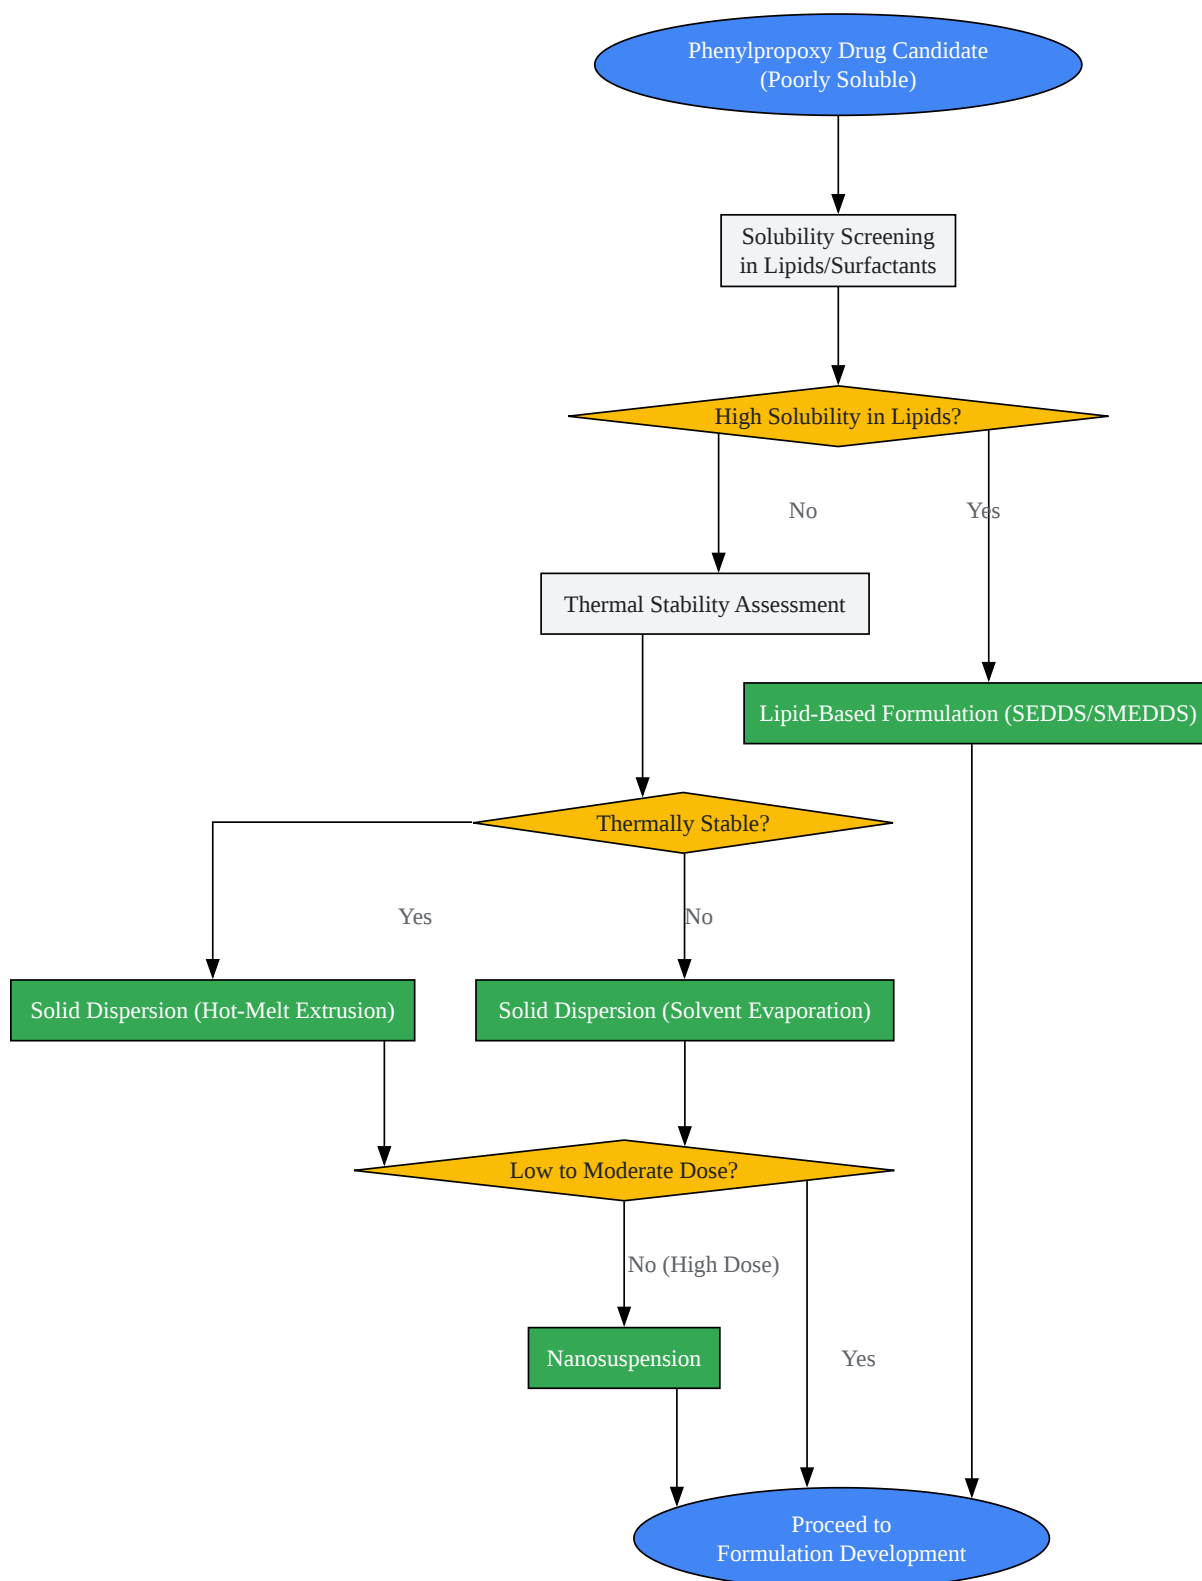 Phenylpropoxy Drug Candidate
(Poorly Soluble)
Solubility Screening
in Lipids/Surfactants
High Solubility in Lipids?
No
Yes
Thermal Stability Assessment
Lipid-Based Formulation (SEDDS/SMEDDS)
Thermally Stable?
Yes
No
Solid Dispersion (Hot-Melt Extrusion)
Solid Dispersion (Solvent Evaporation)
Low to Moderate Dose?
No (High Dose)
Nanosuspension
Yes
Proceed to
Formulation Development